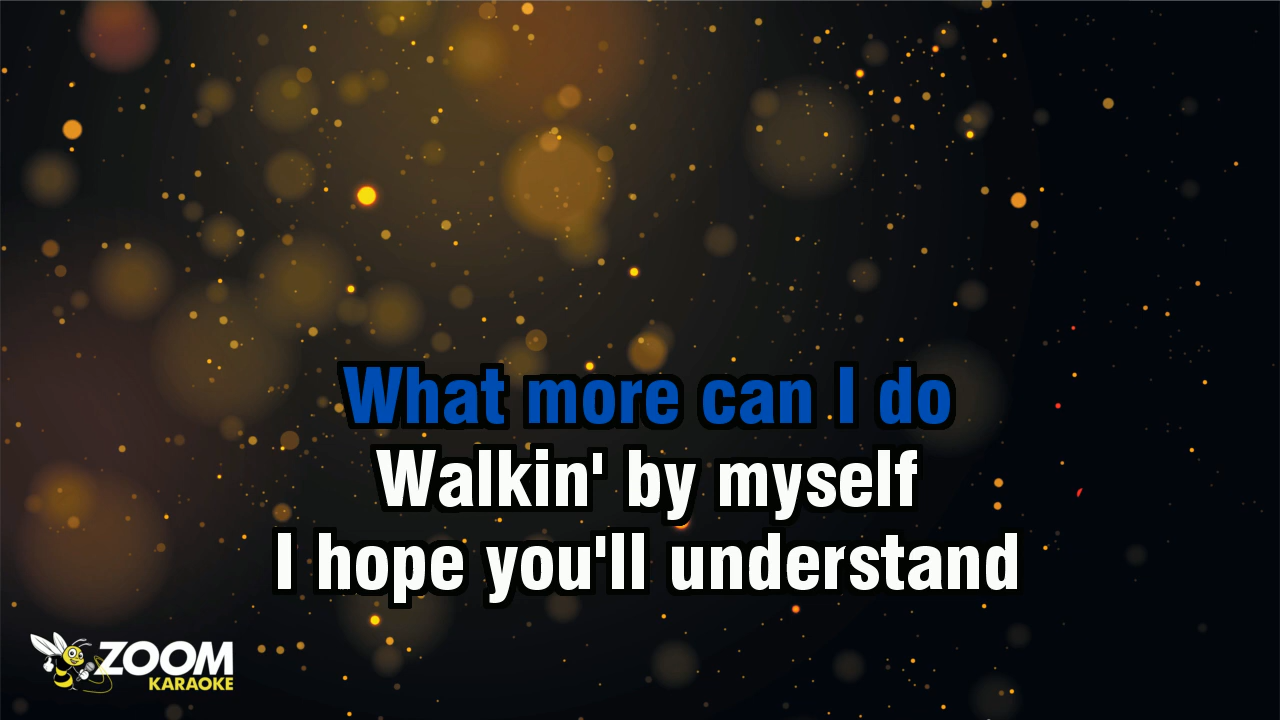 What more can I do
Walkin' by myself
I hope you'll understand
ZOOM
KARAOKE